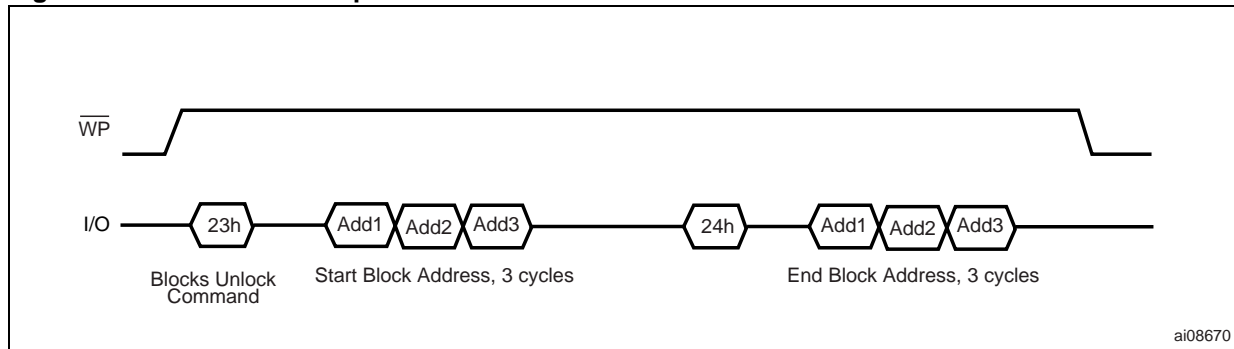 WP
I/O
23h
Add1
Add2
Add3
24h
Add1
Add2
Add3
Blocks Unlock
Command
Start Block Address, 3 cycles
End Block Address, 3 cycles
ai08670